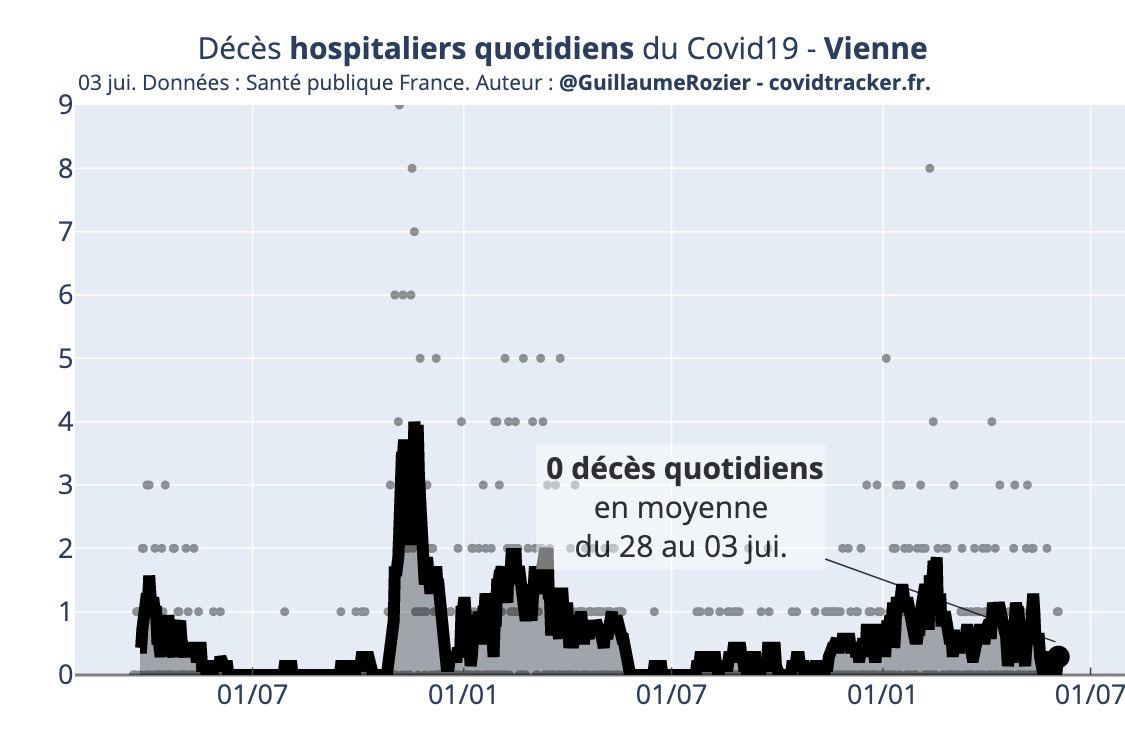 Décès hospitaliers quotidiens du Covid19 - Vienne
03 jui. Données : Santé publique France. Auteur : @GuillaumeRozier - covidtracker.fr.
9
8
7
6
5
4
3
2
1
0
0 décès quotidiens
en moyenne
du 28 au 03 jui.
01/07 01/01 01/07 01/01 01/07